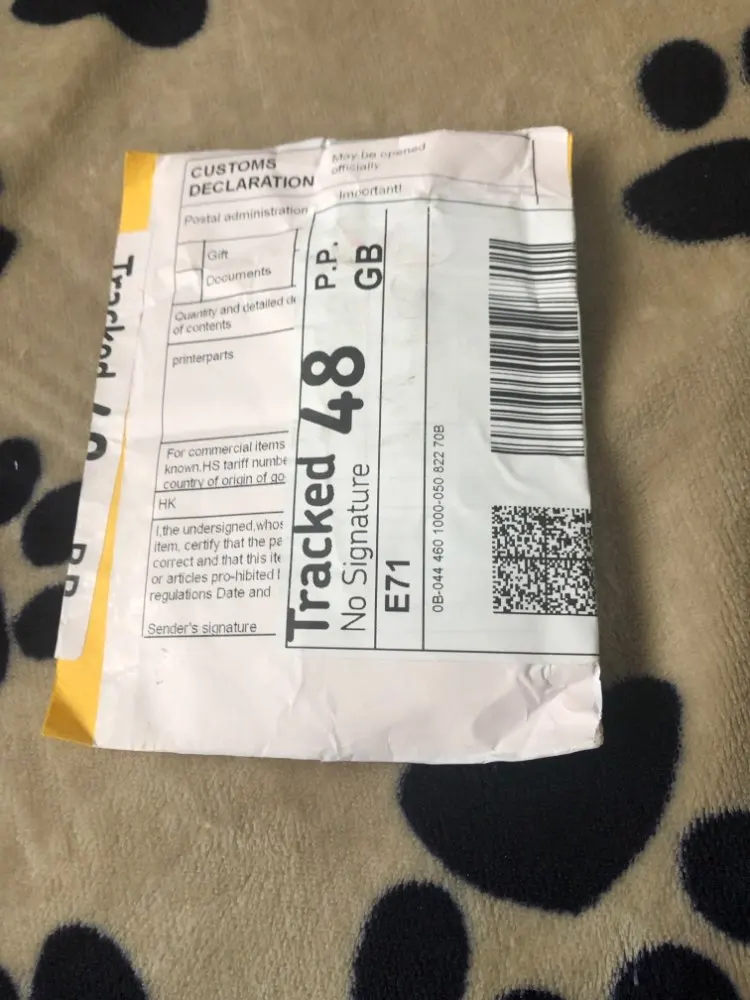 CUSTOMS
DECLARATION
May be opened
officially
Postal administration
Important!
Gift
Documents
Quantity and detailed
of contents
printerparts
For commercial items
known.HS tariff
country of origin of
HK
I,the undersigned,
item, certify that the
correct and that this
or articles pro-hibited
regulations Date and
Sender's signature
Tracked 48
P.P.
No Signature
GB
E71
0B-044 460 1000-050 822 70B
Tracked 48